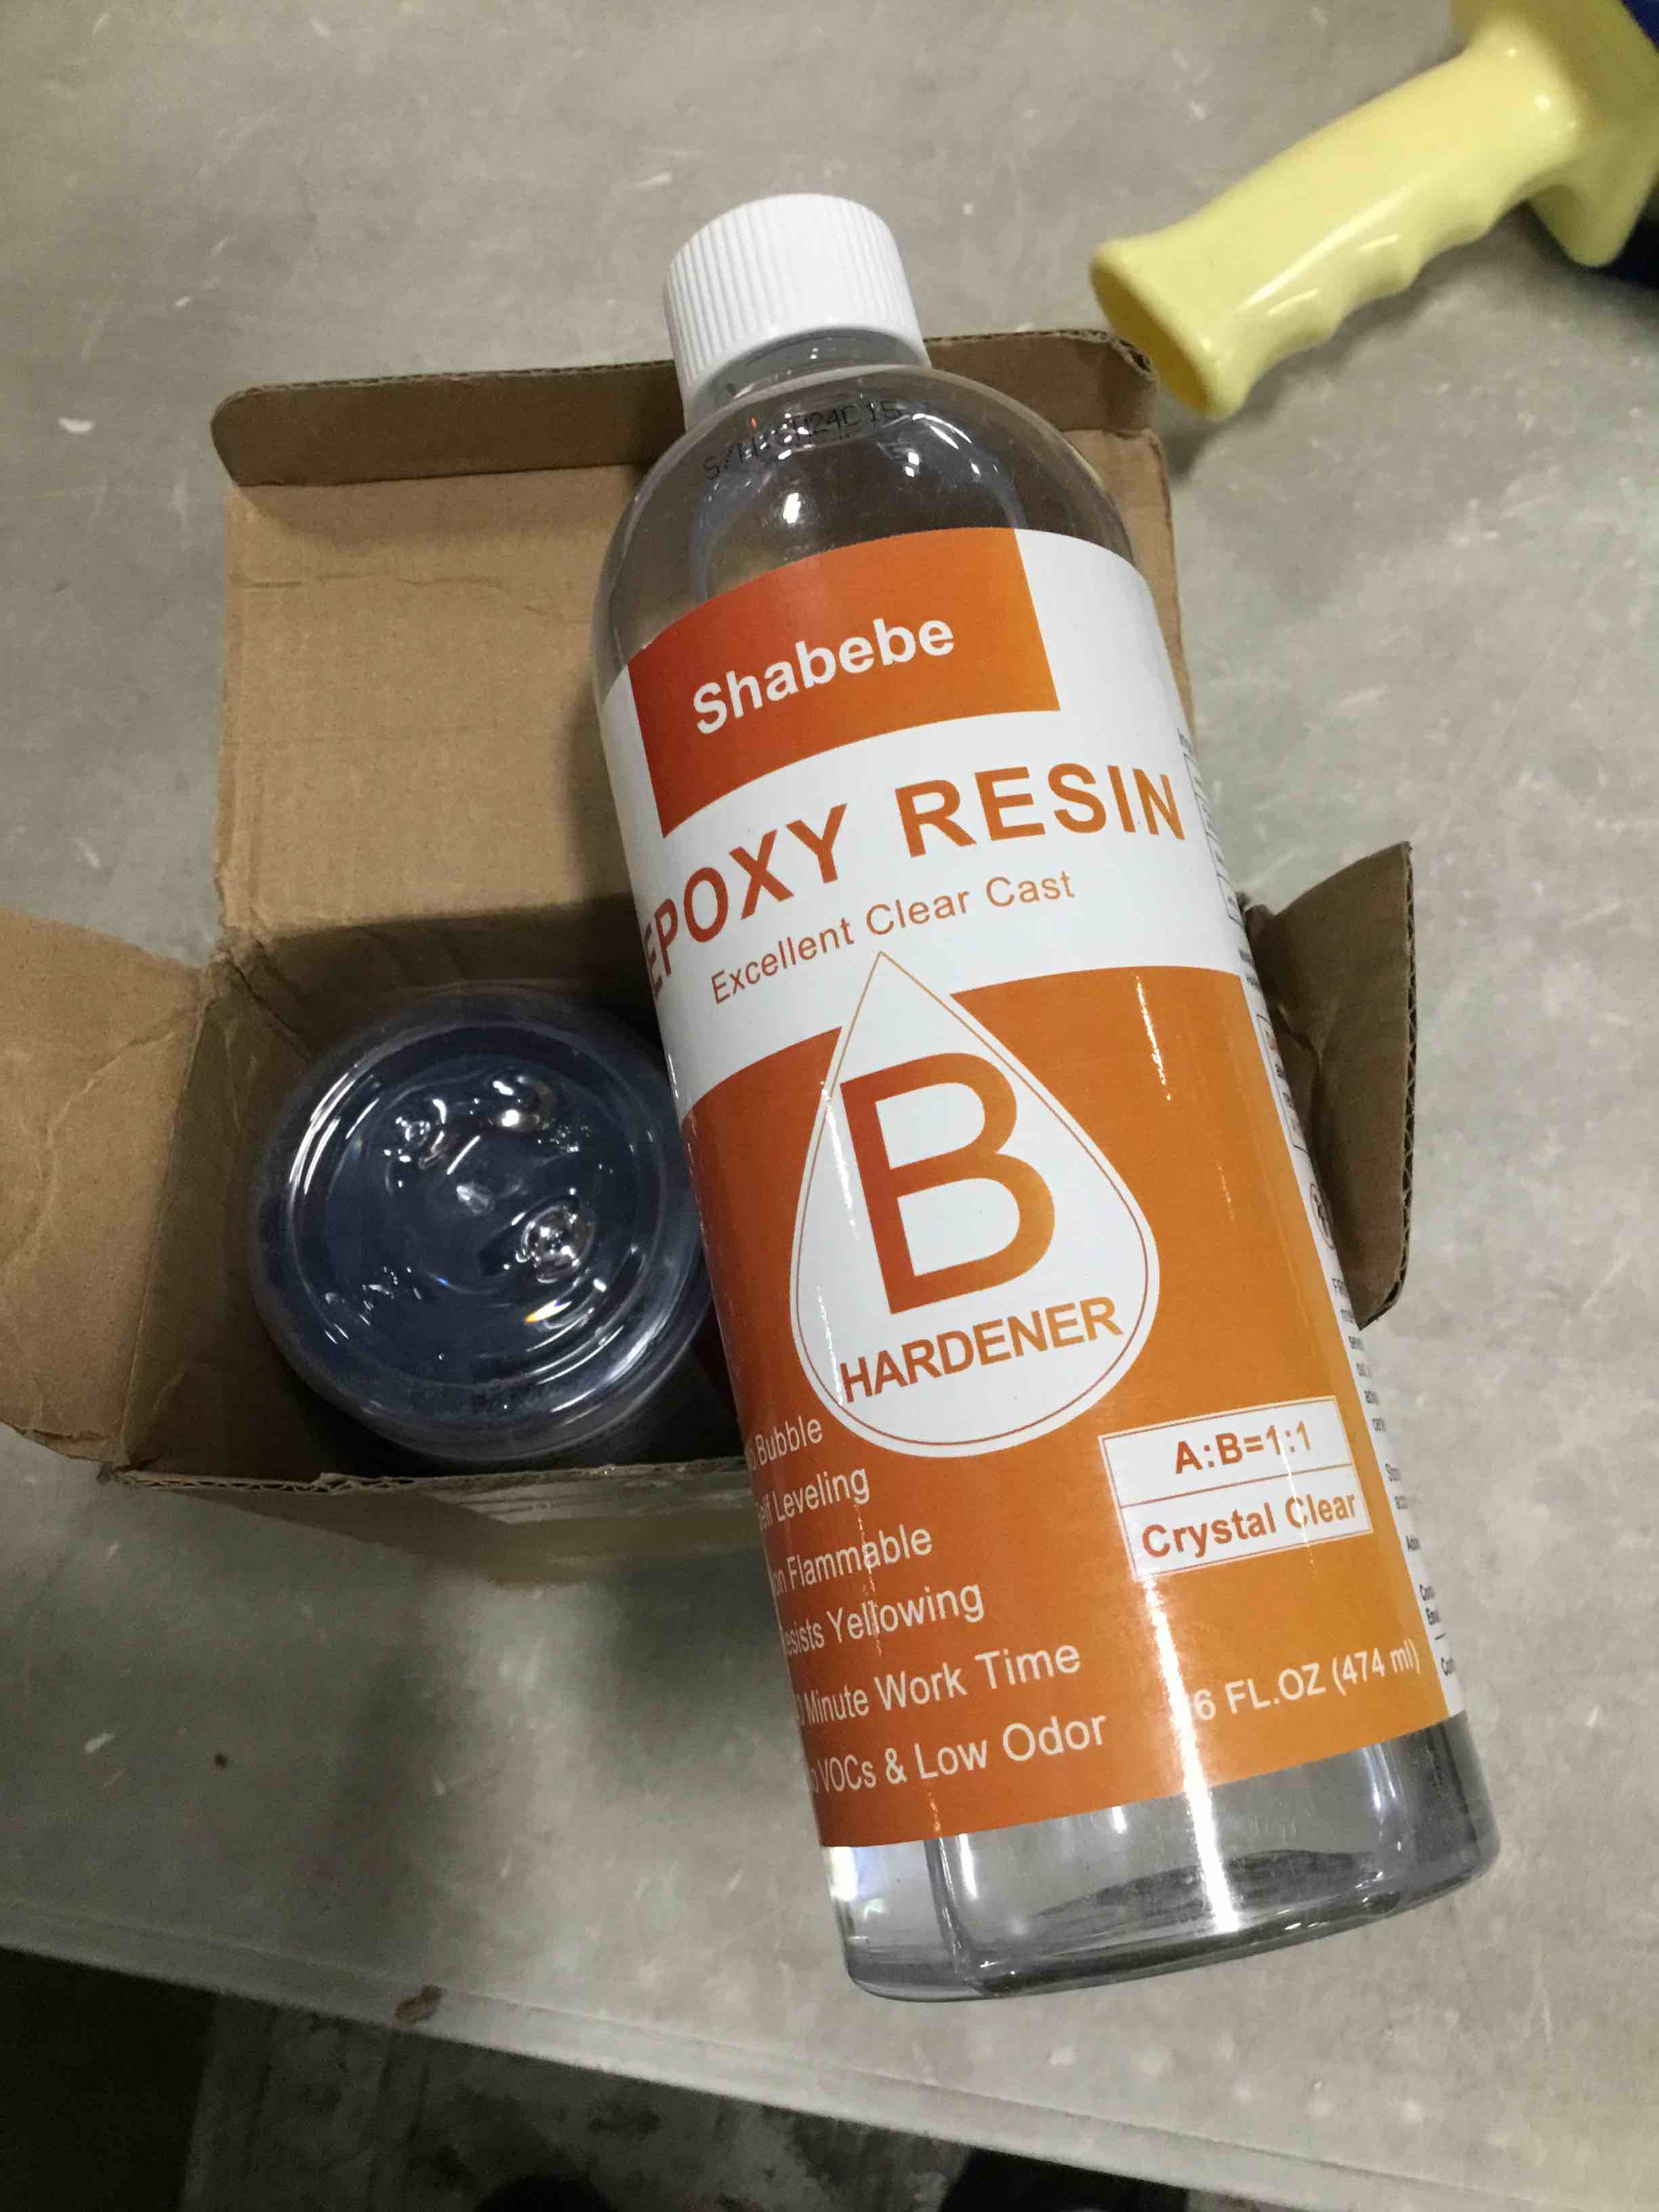 Shabebe
EPOXY RESIN
Excellent Clear Cast
B
HARDENER
Bubble
Leveling
Flammable
Yellowing
Minute Work Time
VOCs & Low Odor
A:B=1:1
Crystal Clear
6 FL.OZ (474 ml)